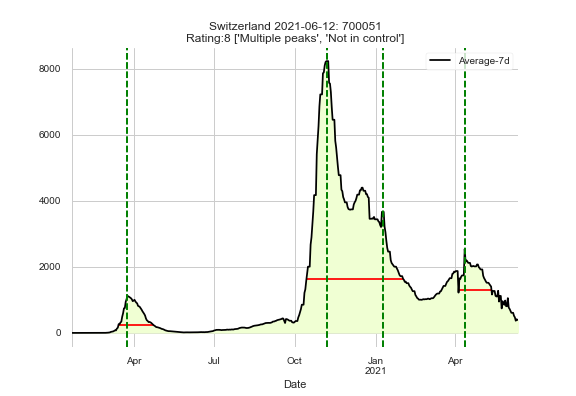 Switzerland 2021-06-12: 700051
Rating:8 ['Multiple peaks', 'Not in control']
Average-7d
8000
6000
4000
2000
0
Apr
Jul
Oct
Jan
2021
Apr
Date